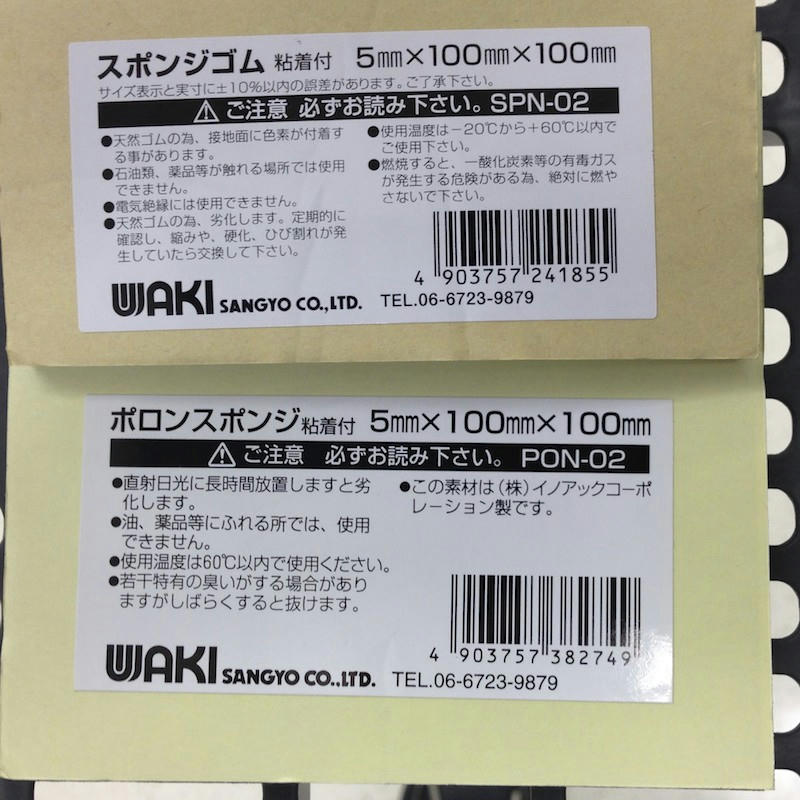 スポンジゴム 粘着付 5mm×100mm×100mm
サイズ表示と実寸に±10%以内の誤差があります。ご了承下さい。
⚠ ご注意 必ずお読み下さい。 SPN-02
●天然ゴムの為、接地面に色素が付着す
る事があります。
●石油類、薬品等が触れる場所では使用
できません。
●電気絶縁には使用できません。
●天然ゴムの為、劣化します。定期的に
確認し、縮みや、硬化、ひび割れが発
生していたら交換して下さい。
●使用温度は−20℃から+60℃以内で
ご使用下さい。
●燃焼すると、一酸化炭素等の有毒ガス
が発生する危険がある為、絶対に燃や
さないで下さい。
4 903757 241855
WAKI SANGYO CO.,LTD. TEL.06-6723-9879
ポロンスポンジ 粘着付 5mm×100mm×100mm
⚠ ご注意 必ずお読み下さい。 PON-02
●直射日光に長時間放置しますと劣
化します。
●油、薬品等にふれる所では、使用
できません。
●使用温度は60℃以内で使用ください。
●若干特有の臭いがする場合があり
ますがしばらくすると抜けます。
●この素材は(株)イノアックコーポ
レーション製です。
4 903757 382749
WAKI SANGYO CO.,LTD. TEL.06-6723-9879